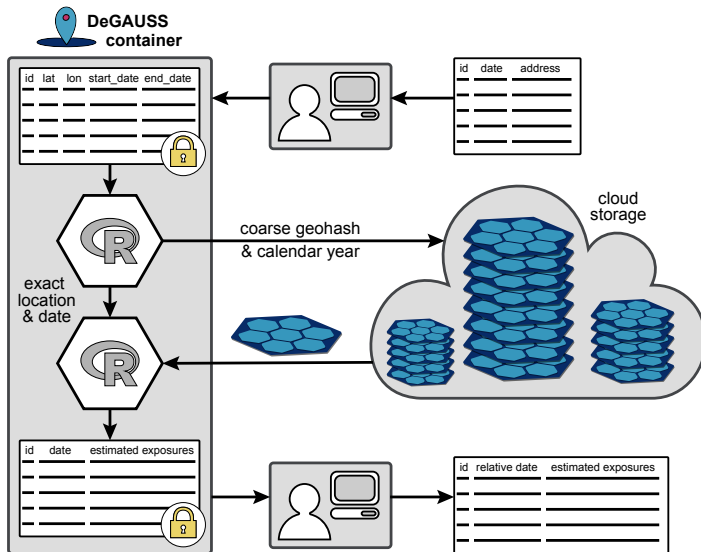 DeGAUSS
container
id lat lon start_date end_date
id date address
R
coarse geohash
& calendar year
cloud
storage
exact
location
& date
R
id date estimated exposures
id relative date estimated exposures